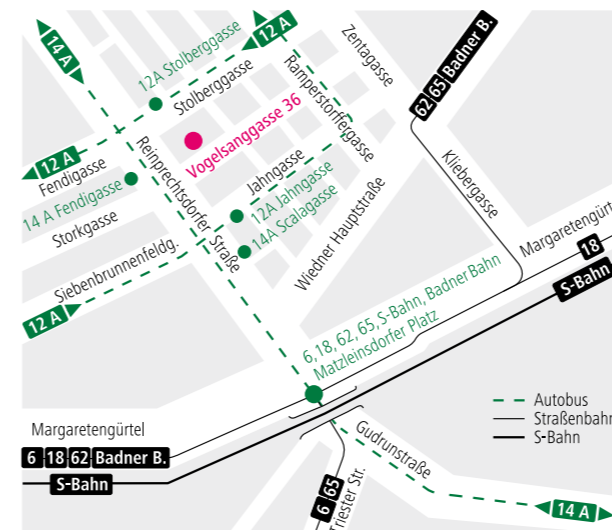 14 A
12A Stolberggasse
12 A
Zentagasse
62 65 Badner B.
Stolberggasse
Ramperstorffergasse
Vogelsanggasse 36
12 A
Fendigasse
14 A Fendigasse
Storkgasse
Reinprechtsdorfer Straße
Jahngasse
12A Jahngasse
14A Scalagasse
Kliebergasse
Wiedner Hauptstraße
Siebenbrunnenfeldg.
12 A
Margaretengürt
18
S-Bahn
6, 18, 62, 65, S-Bahn, Badner Bahn
Matzleinsdorfer Platz
Margaretengürtel
6 18 62 Badner B.
S-Bahn
Gudrunstraße
6 65
Triester Str.
14 A
Autobus
Straßenbahn
S-Bahn